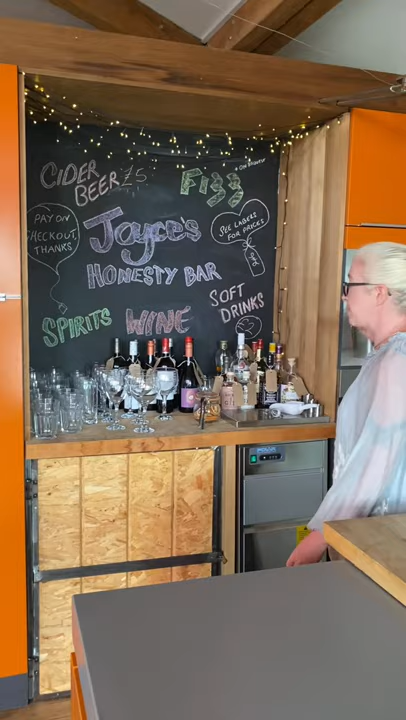 CIDER
BEER
FIZZ
PAY ON
CHECKOUT,
THANKS
Joyce's
HONESTY BAR
SEE LABELS
FOR PRICES
SOFT
DRINKS
SPIRITS
WINE